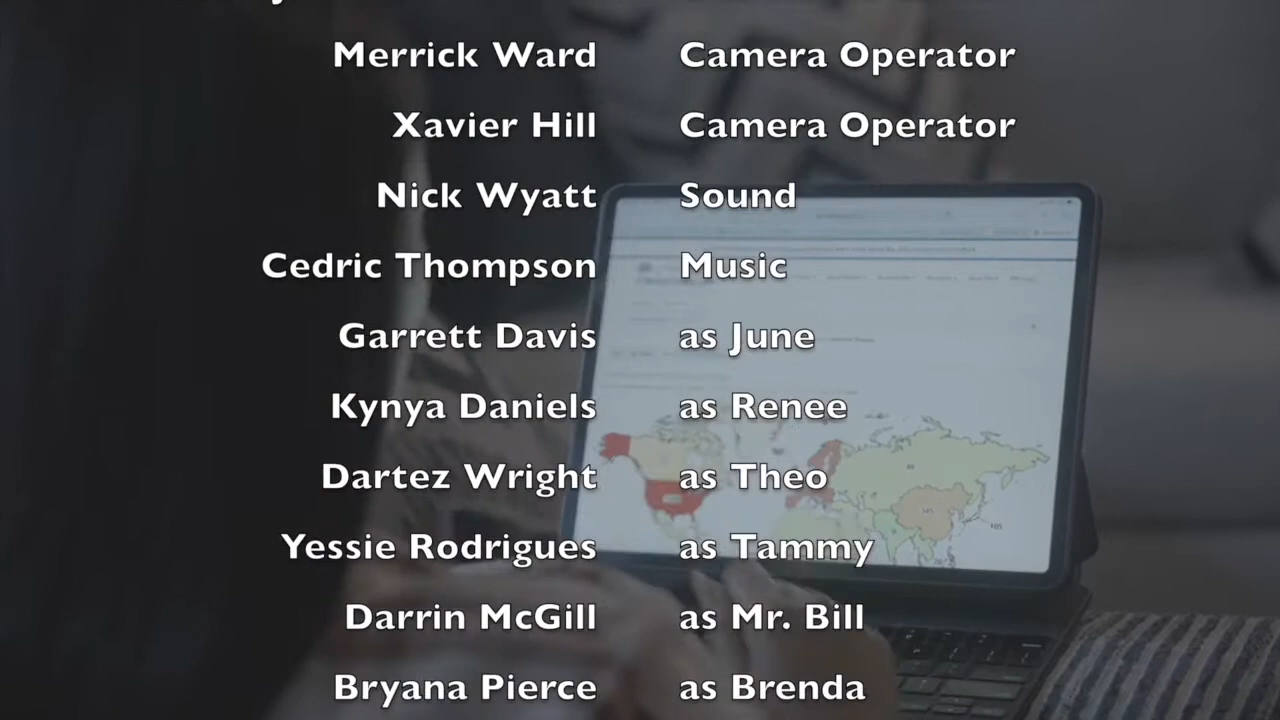 Merrick Ward Camera Operator
Xavier Hill Camera Operator
Nick Wyatt Sound
Cedric Thompson Music
Garrett Davis as June
Kynya Daniels as Renee
Dartez Wright as Theo
Yessie Rodrigues as Tammy
Darrin McGill as Mr. Bill
Bryana Pierce as Brenda